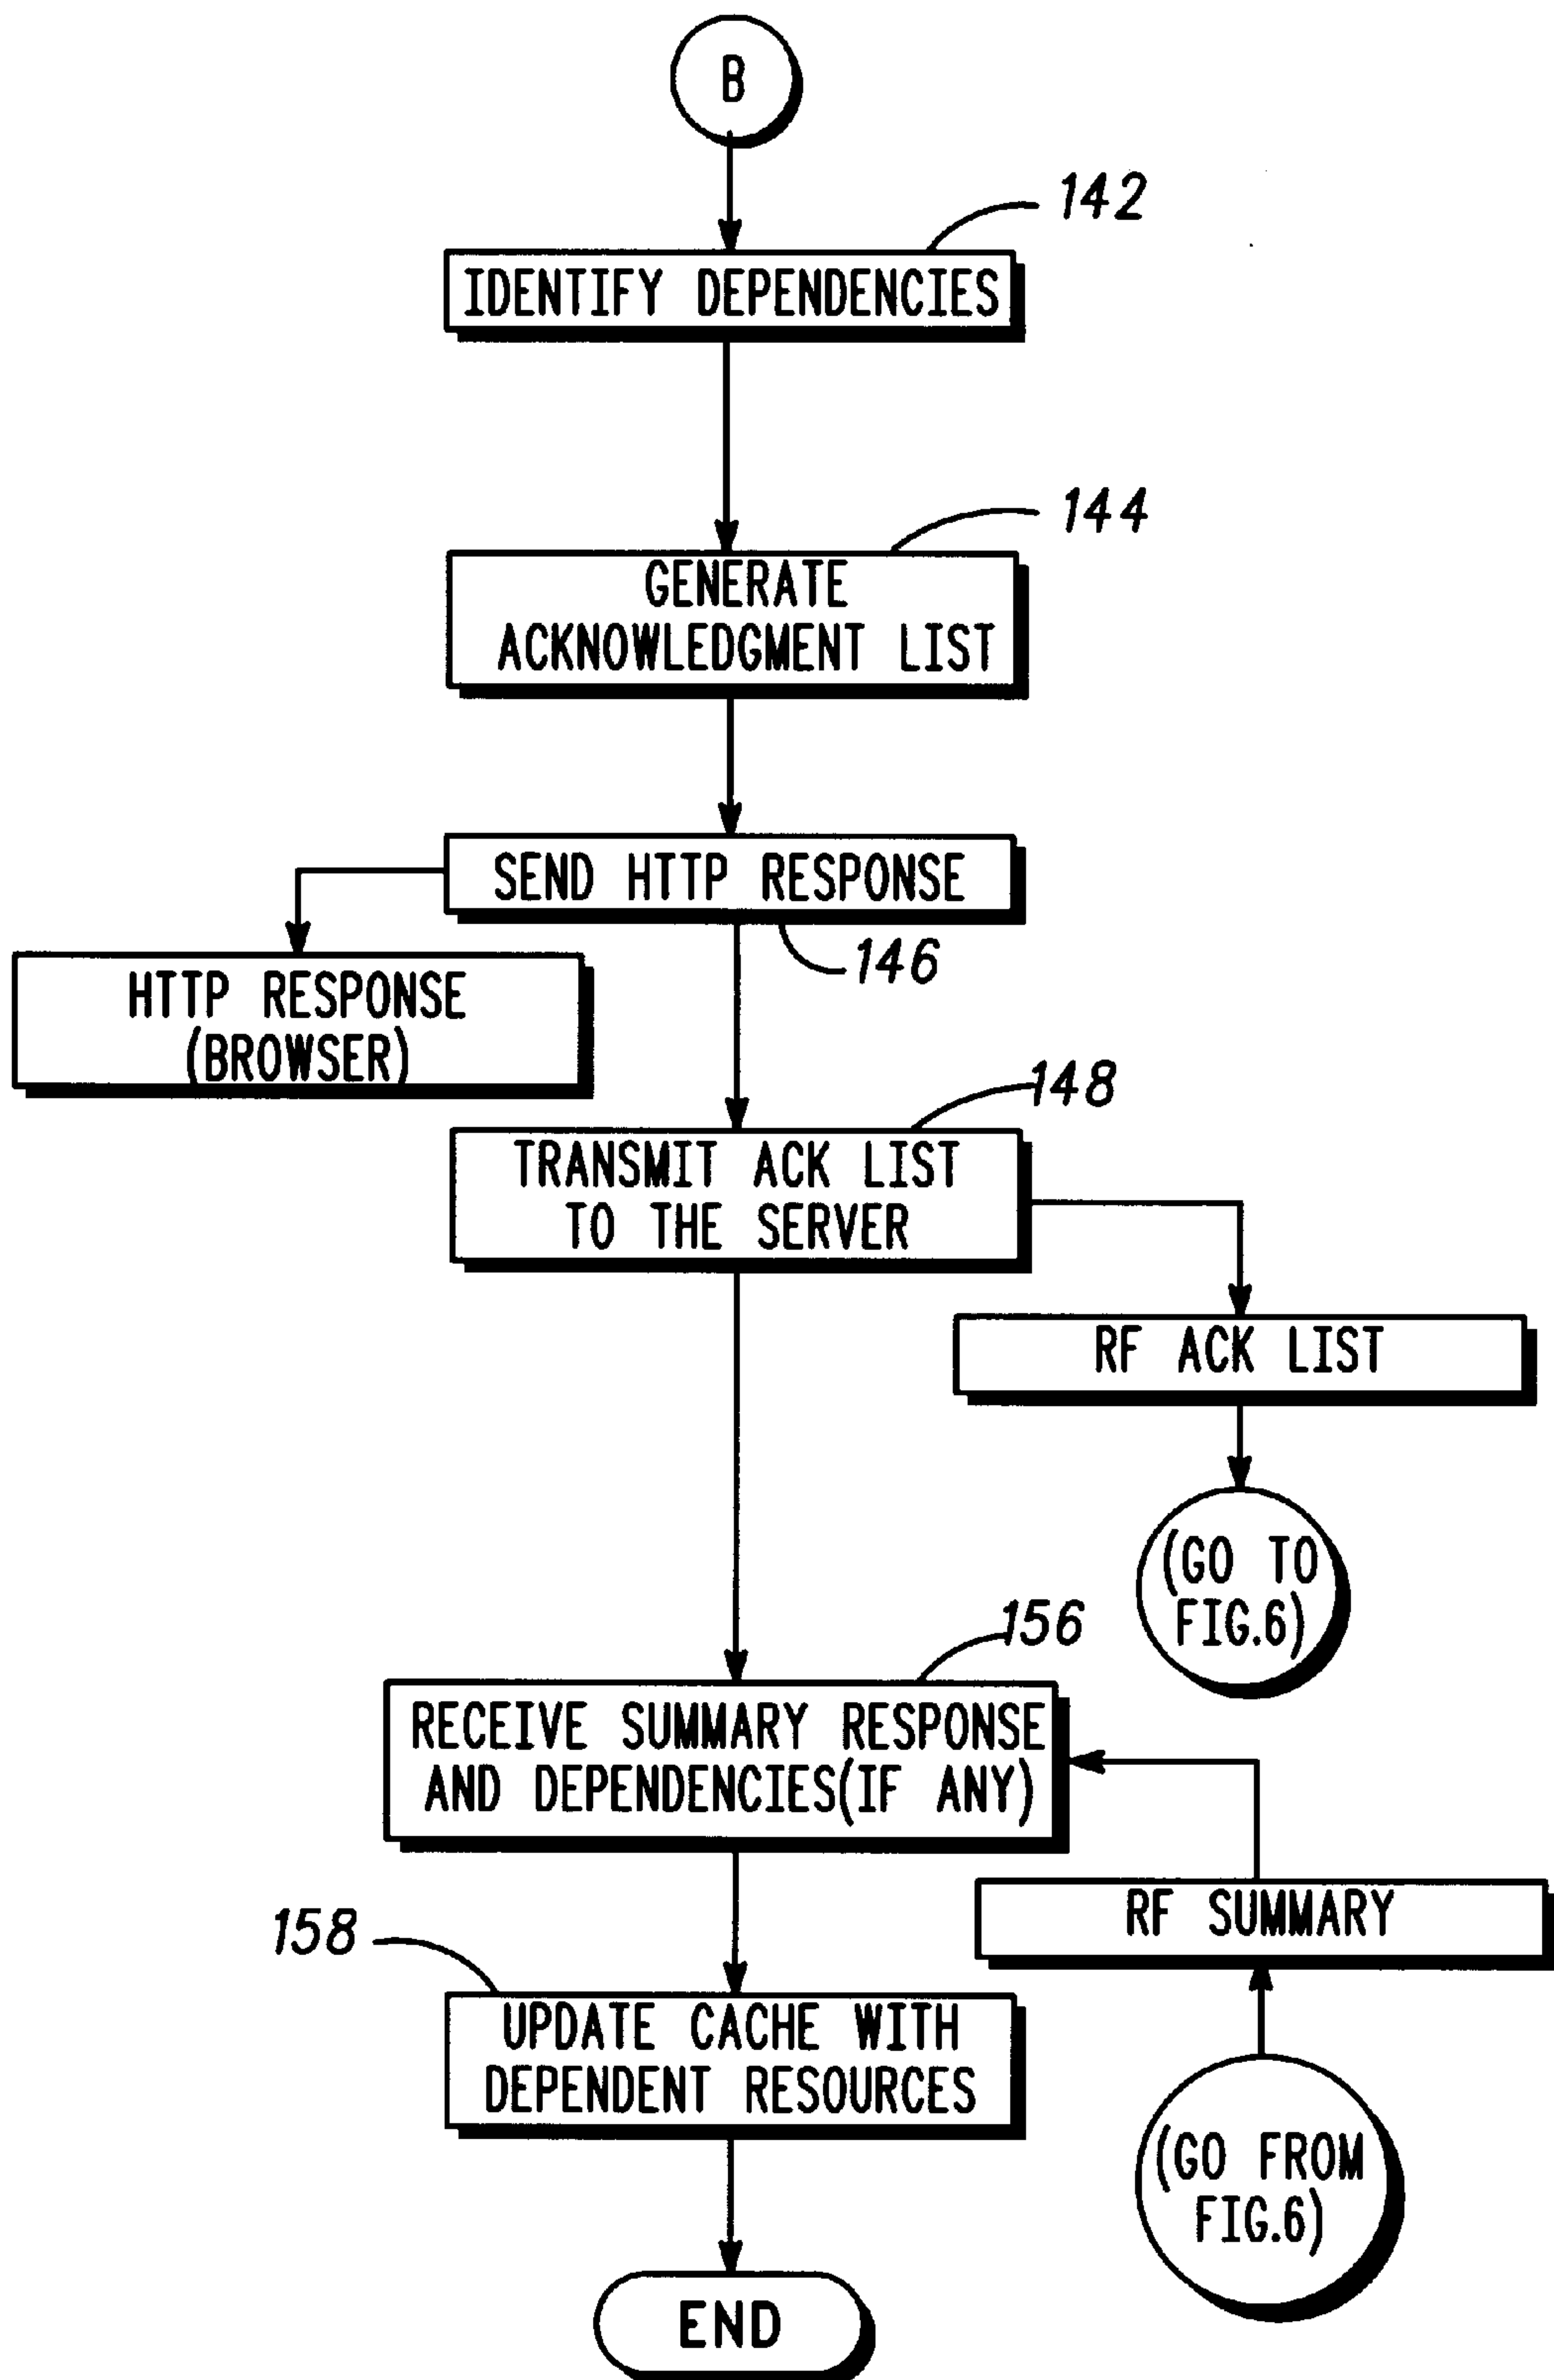 B
142
IDENTIFY DEPENDENCIES
144
GENERATE
ACKNOWLEDGMENT LIST
SEND HTTP RESPONSE
146
HTTP RESPONSE
(BROWSER)
148
TRANSMIT ACK LIST
TO THE SERVER
RF ACK LIST
(GO TO
FIG.6)
156
RECEIVE SUMMARY RESPONSE
AND DEPENDENCIES(IF ANY)
RF SUMMARY
158
UPDATE CACHE WITH
DEPENDENT RESOURCES
(GO FROM
FIG.6)
END